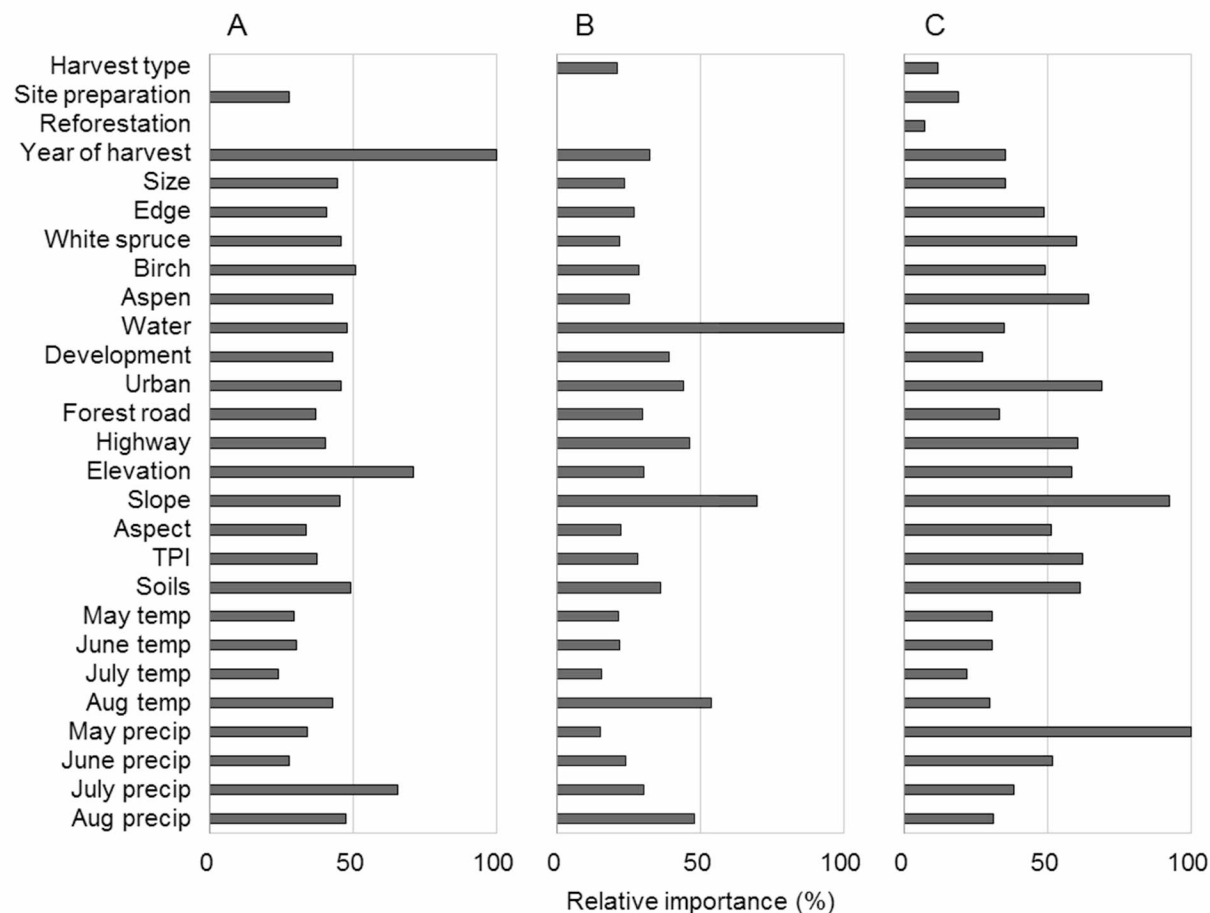 A B C
Harvest type
Site preparation
Reforestation
Year of harvest
Size
Edge
White spruce
Birch
Aspen
Water
Development
Urban
Forest road
Highway
Elevation
Slope
Aspect
TPI
Soils
May temp
June temp
July temp
Aug temp
May precip
June precip
July precip
Aug precip
0 50 100 0 50 100 0 50 100
Relative importance (%)